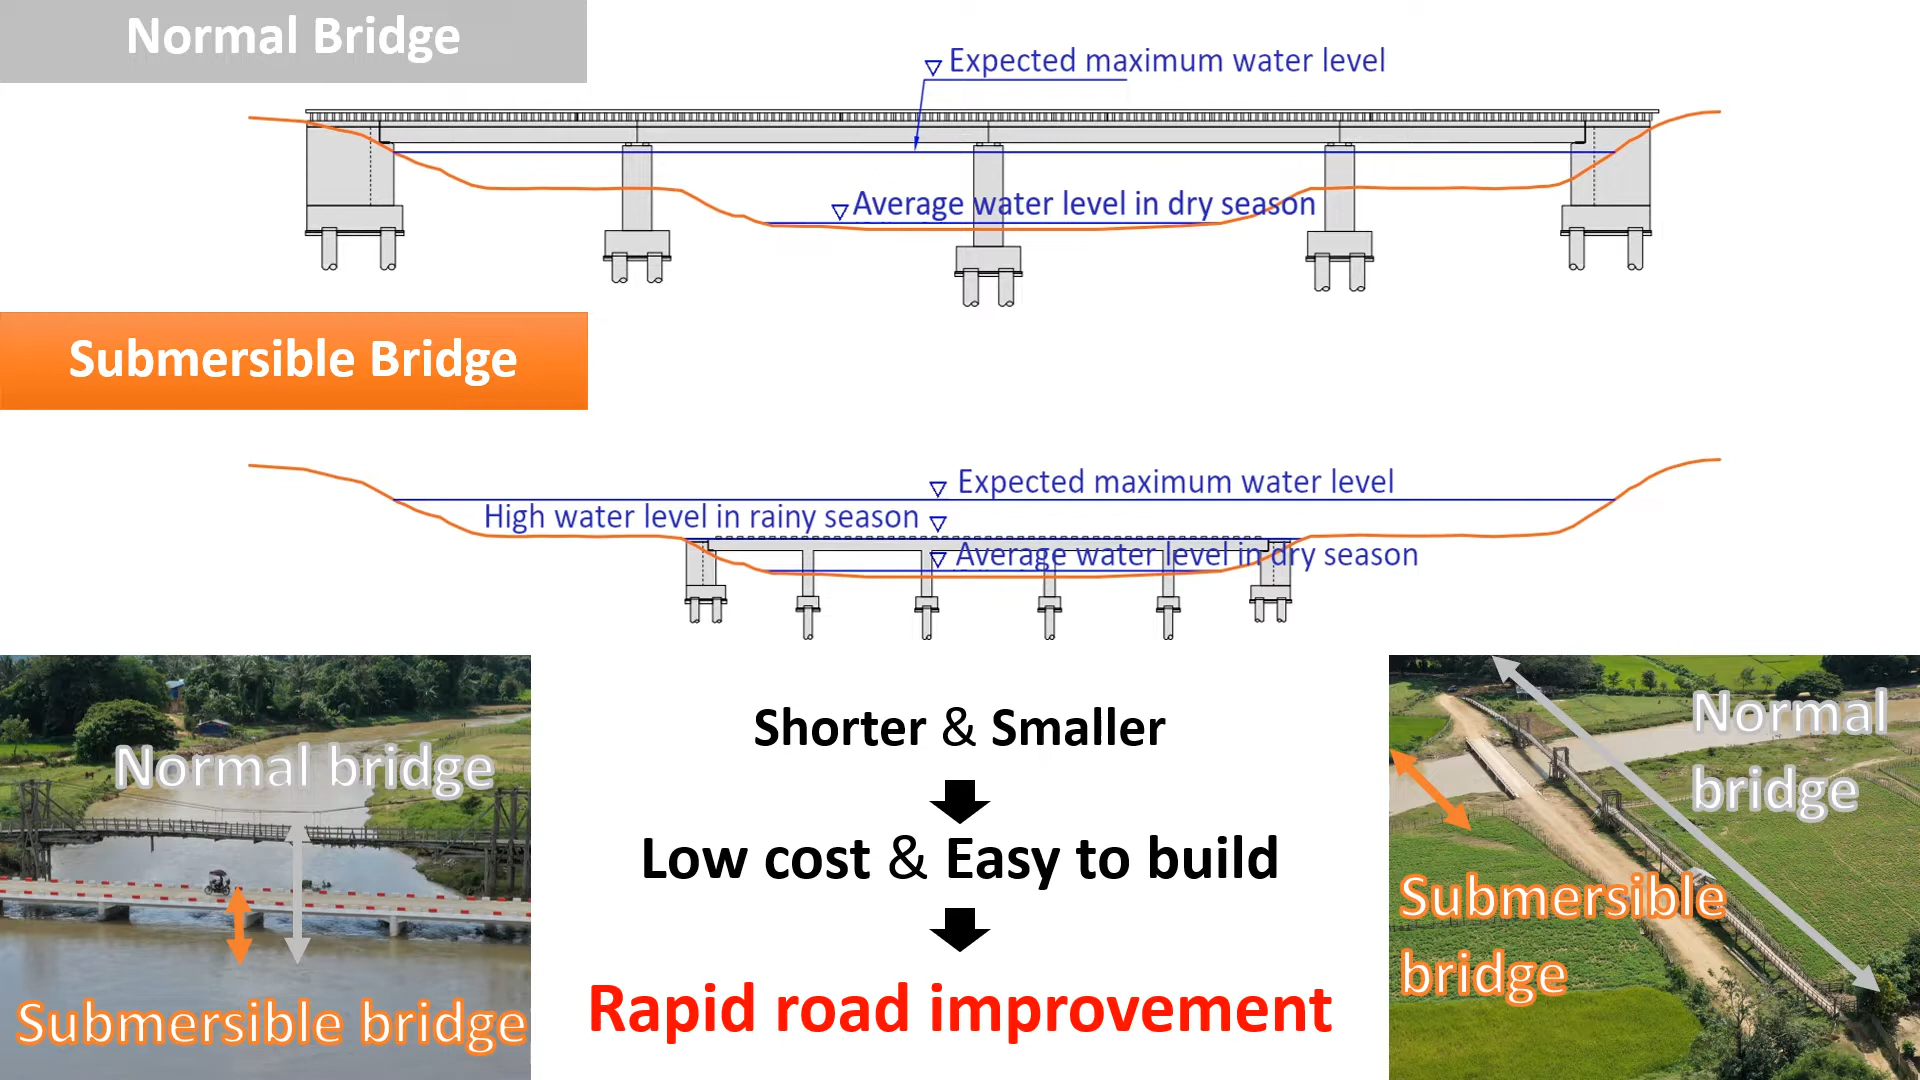 Normal Bridge
Expected maximum water level
Average water level in dry season
Submersible Bridge
Expected maximum water level
High water level in rainy season
Average water level in dry season
Normal bridge
Submersible bridge
Shorter & Smaller
Low cost & Easy to build
Rapid road improvement
Normal
bridge
Submersible
bridge